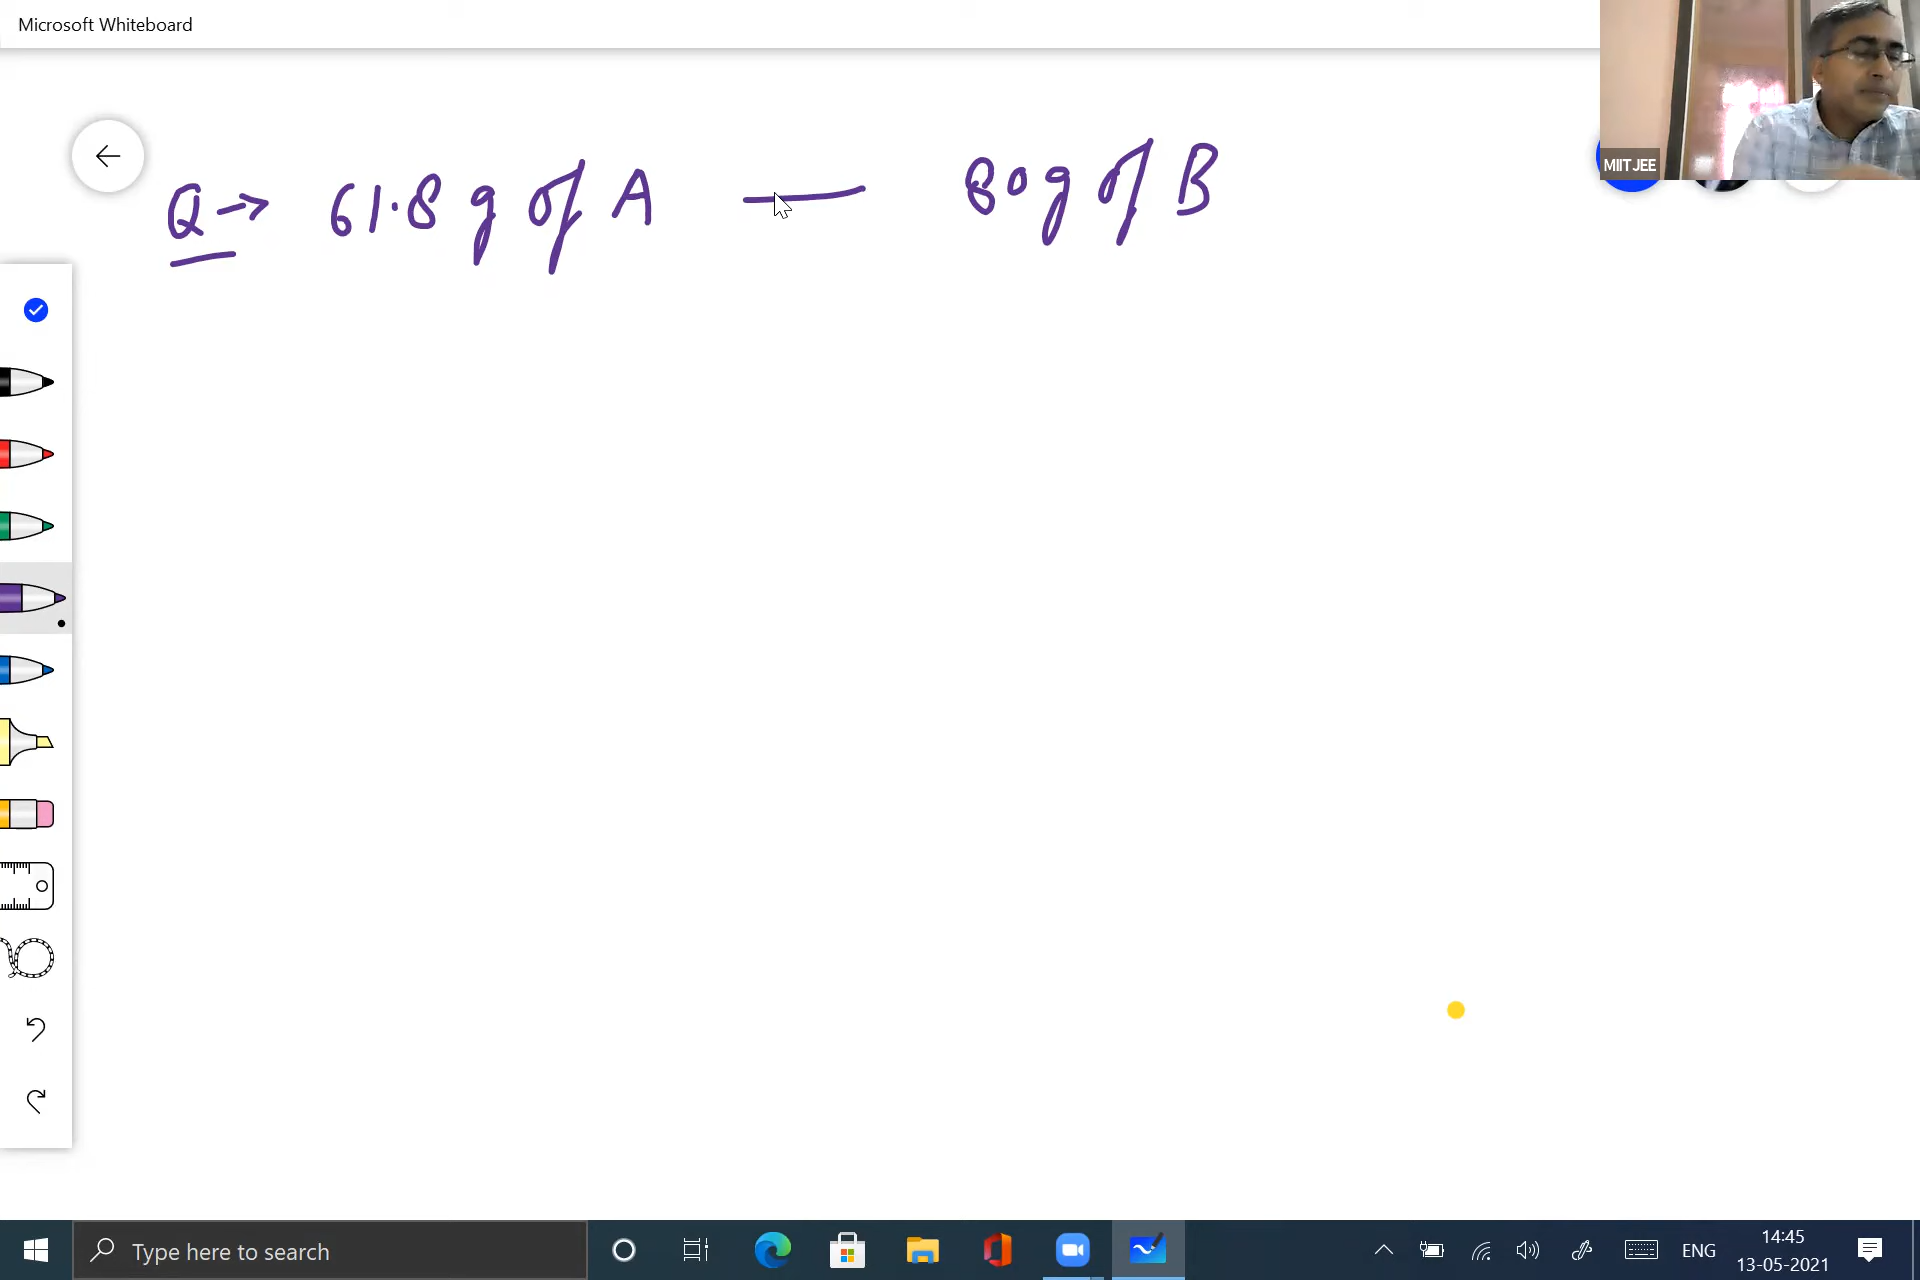 Microsoft Whiteboard
MIIT JEE
Q → 61.8 g of A — 80 g of B
Type here to search
ENG
14:45
13-05-2021